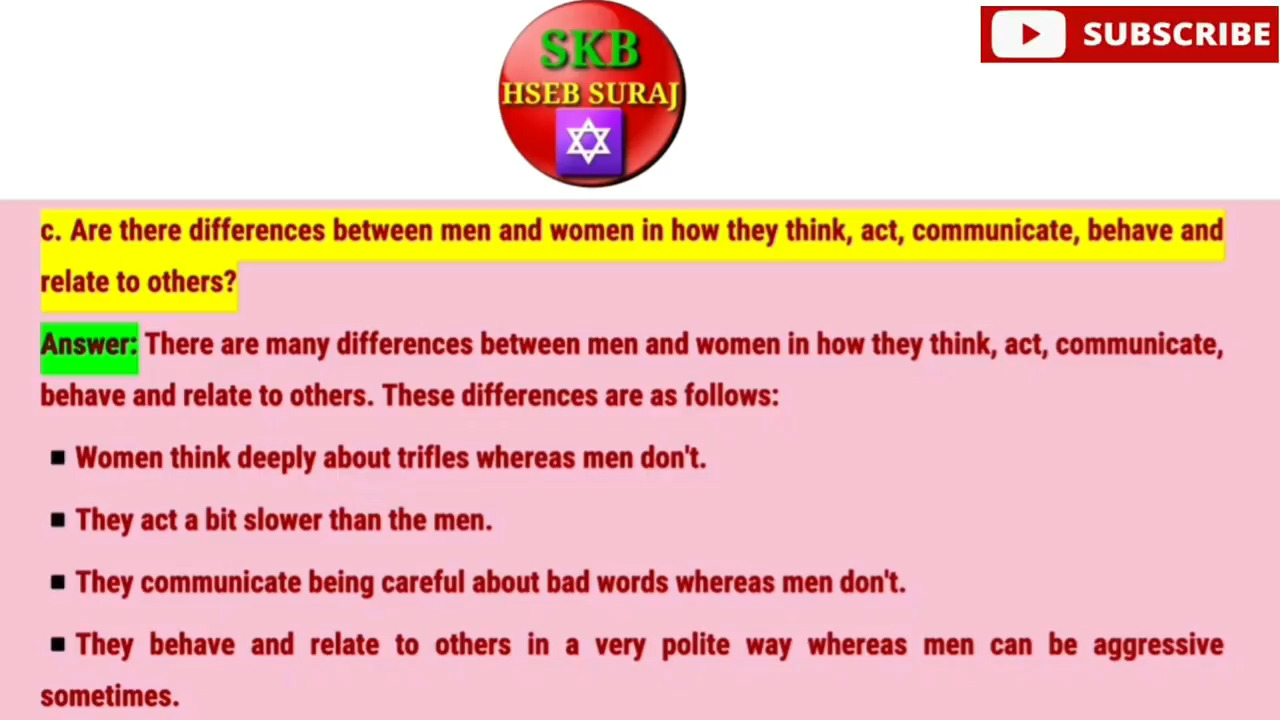 SKB
HSEB SURAJ
SUBSCRIBE
c. Are there differences between men and women in how they think, act, communicate, behave and
relate to others?
Answer: There are many differences between men and women in how they think, act, communicate,
behave and relate to others. These differences are as follows:
▪ Women think deeply about trifles whereas men don't.
▪ They act a bit slower than the men.
▪ They communicate being careful about bad words whereas men don't.
▪ They behave and relate to others in a very polite way whereas men can be aggressive
sometimes.